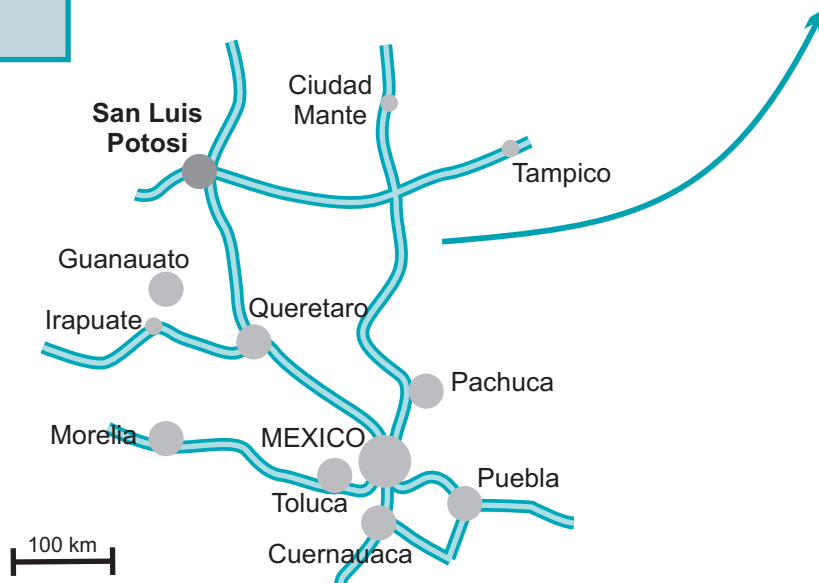 Ciudad
Mante
San Luis
Potosi
Tampico
Guanauato
Queretaro
Irapuate
Pachuca
Morelia
MEXICO
Puebla
Toluca
Cuernauaca
100 km